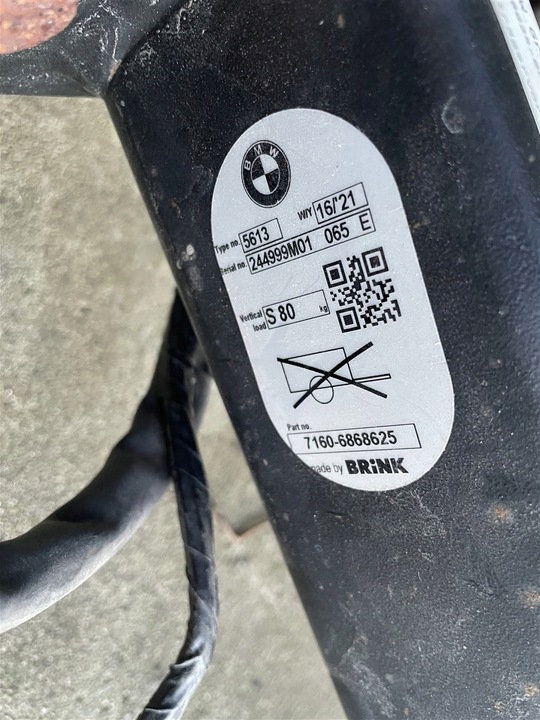 BMW
W/Y 16/'21
Type no. 5613
Serial no. 244999M01 065 E
Vertical load S 80 kg
Part no.
7160-6868625
made by BRINK